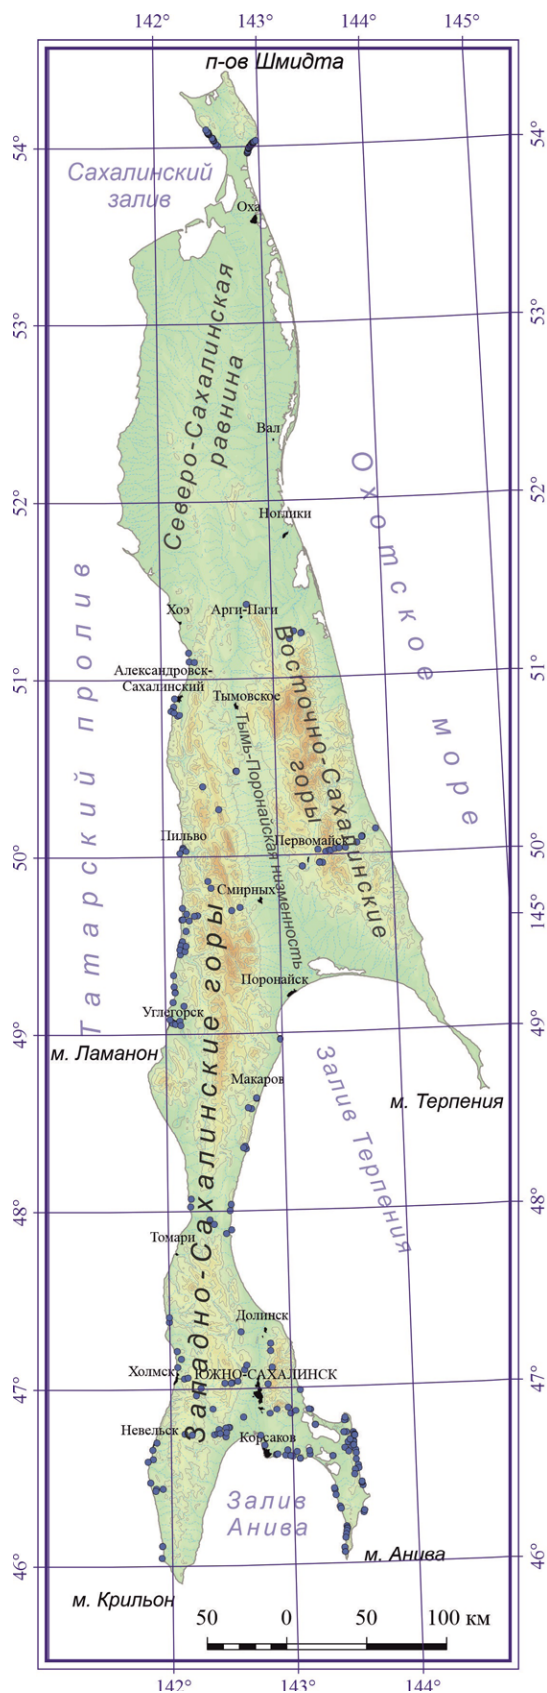 142° 143° 144° 145°
п-ов Шмидта
54° 54°
Сахалинский
залив
Оха
53° 53°
Северо-Сахалинская
равнина
Вал
52° 52°
Охотское море
Ноглики
Хоэ Арги-Паги
51° 51°
Александровск-
Сахалинский
Тымовское
Восточно-Сахалинские
горы
Тымь-Поронайская низменность
Татарский пролив
Пильво Первомайск
50° 50°
Смирных
145°
Западно-Сахалинские горы
Поронайск
Углегорск
49° 49°
м. Ламанон
Макаров
м. Терпения
Залив Терпения
48° 48°
Томари
Долинск
Холмск ЮЖНО-САХАЛИНСК
47° 47°
Невельск Корсаков
Залив
Анива
46° 46°
м. Анива
м. Крильон
50 0 50 100 км
142° 143° 144°